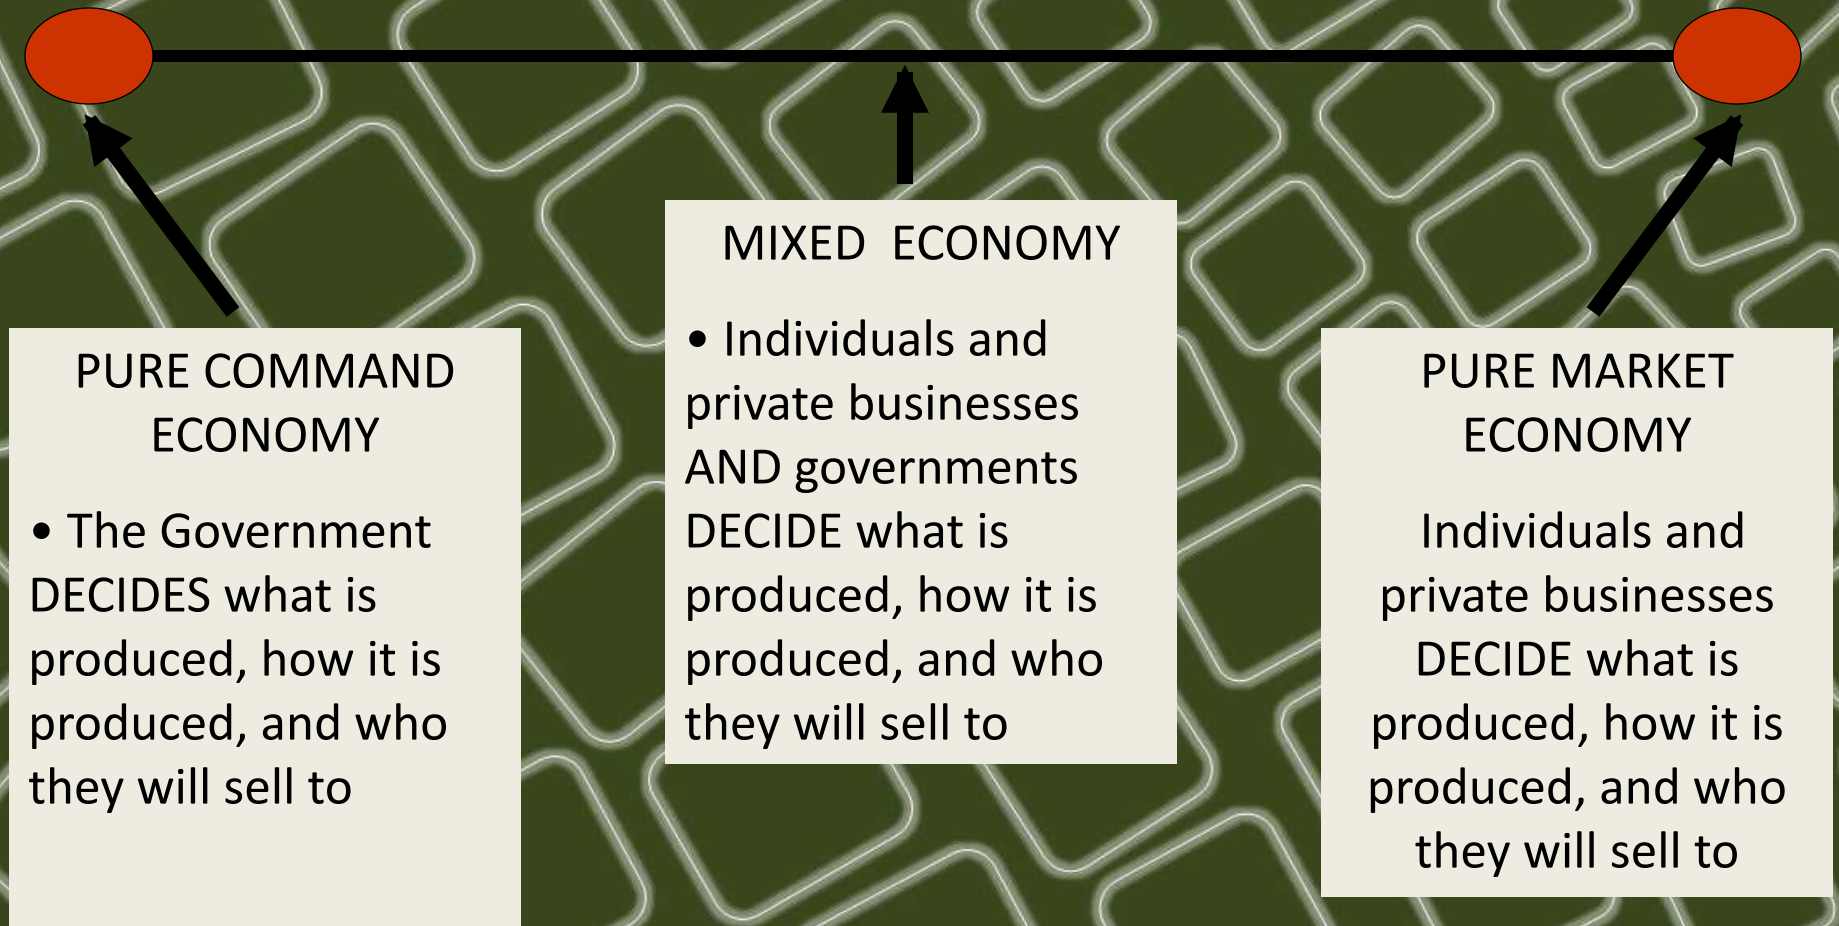 PURE COMMAND
ECONOMY
• The Government
DECIDES what is
produced, how it is
produced, and who
they will sell to
MIXED  ECONOMY
• Individuals and
private businesses
AND governments
DECIDE what is
produced, how it is
produced, and who
they will sell to
PURE MARKET
ECONOMY
Individuals and
private businesses
DECIDE what is
produced, how it is
produced, and who
they will sell to